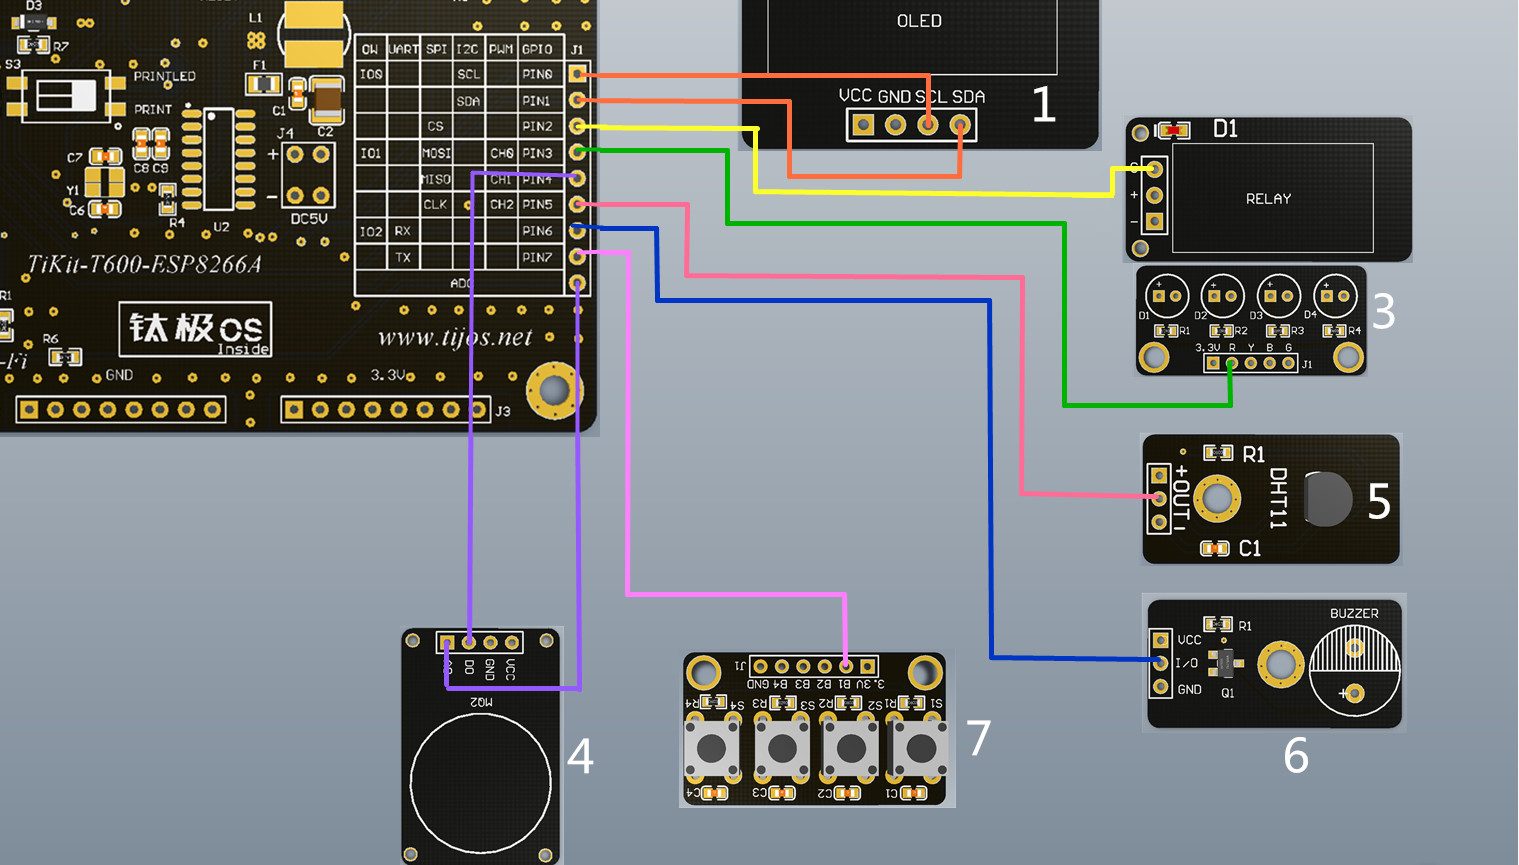 D3
R7
S3
PRINTLED
PRINT
L1
F1
C1
C2
C7
C8 C9
Y1
C6
R4
U2
J4
+
-
DC5V
OW UART SPI I2C PWM GPIO J1
IO0 SCL PIN0
SDA PIN1
CS PIN2
IO1 MOSI CH0 PIN3
MISO CH1 PIN4
CLK CH2 PIN5
IO2 RX PIN6
TX PIN7
ADC
TiKit-T600-ESP8266A
R1
钛极OS
Inside
www.tijos.net
R6
-Fi
GND
3.3V
J3
OLED
VCC GND SCL SDA
1
D1
S
+
-
RELAY
+ + + +
D1 D2 D3 D4
R1 R2 R3 R4
3.3V R Y B G
J1
3
R1
+OUT-
DHT11
C1
5
BUZZER
R1
VCC
I/O
GND
Q1
+
6
AO DO GND VCC
MQ2
4
J1
GND B4 B3 B2 B1 3.3V
R4 S4 R3 S3 R2 S2 R1 S1
C4 C3 C2 C1
7